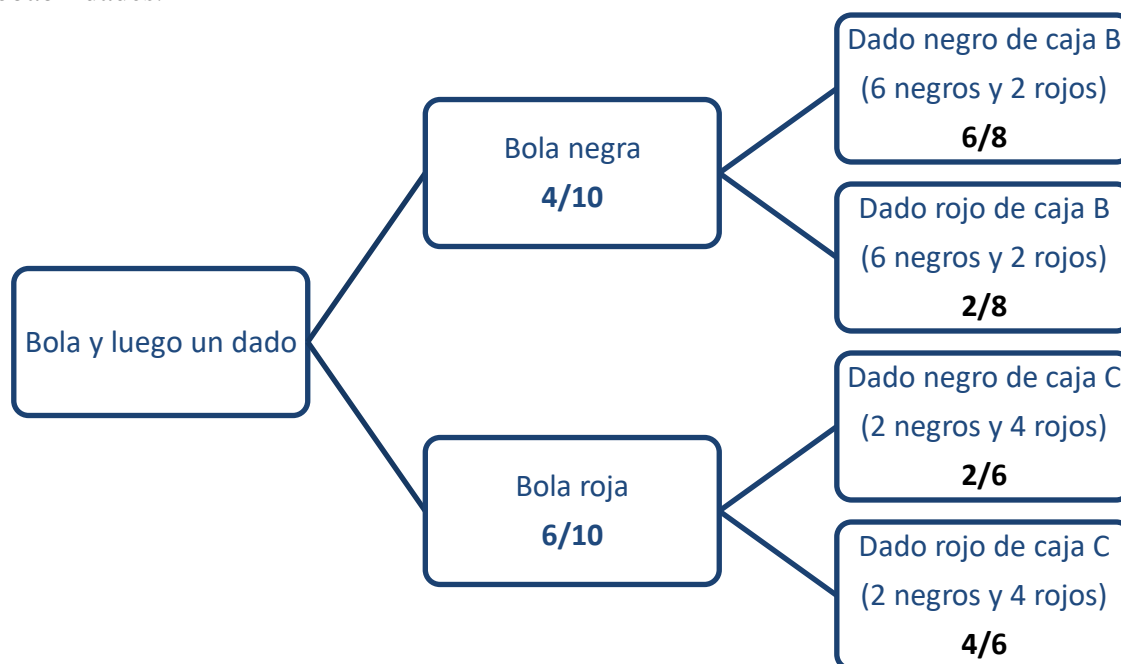 Bola y luego un dado
Bola negra
4/10
Dado negro de caja B
(6 negros y 2 rojos)
6/8
Dado rojo de caja B
(6 negros y 2 rojos)
2/8
Bola roja
6/10
Dado negro de caja C
(2 negros y 4 rojos)
2/6
Dado rojo de caja C
(2 negros y 4 rojos)
4/6